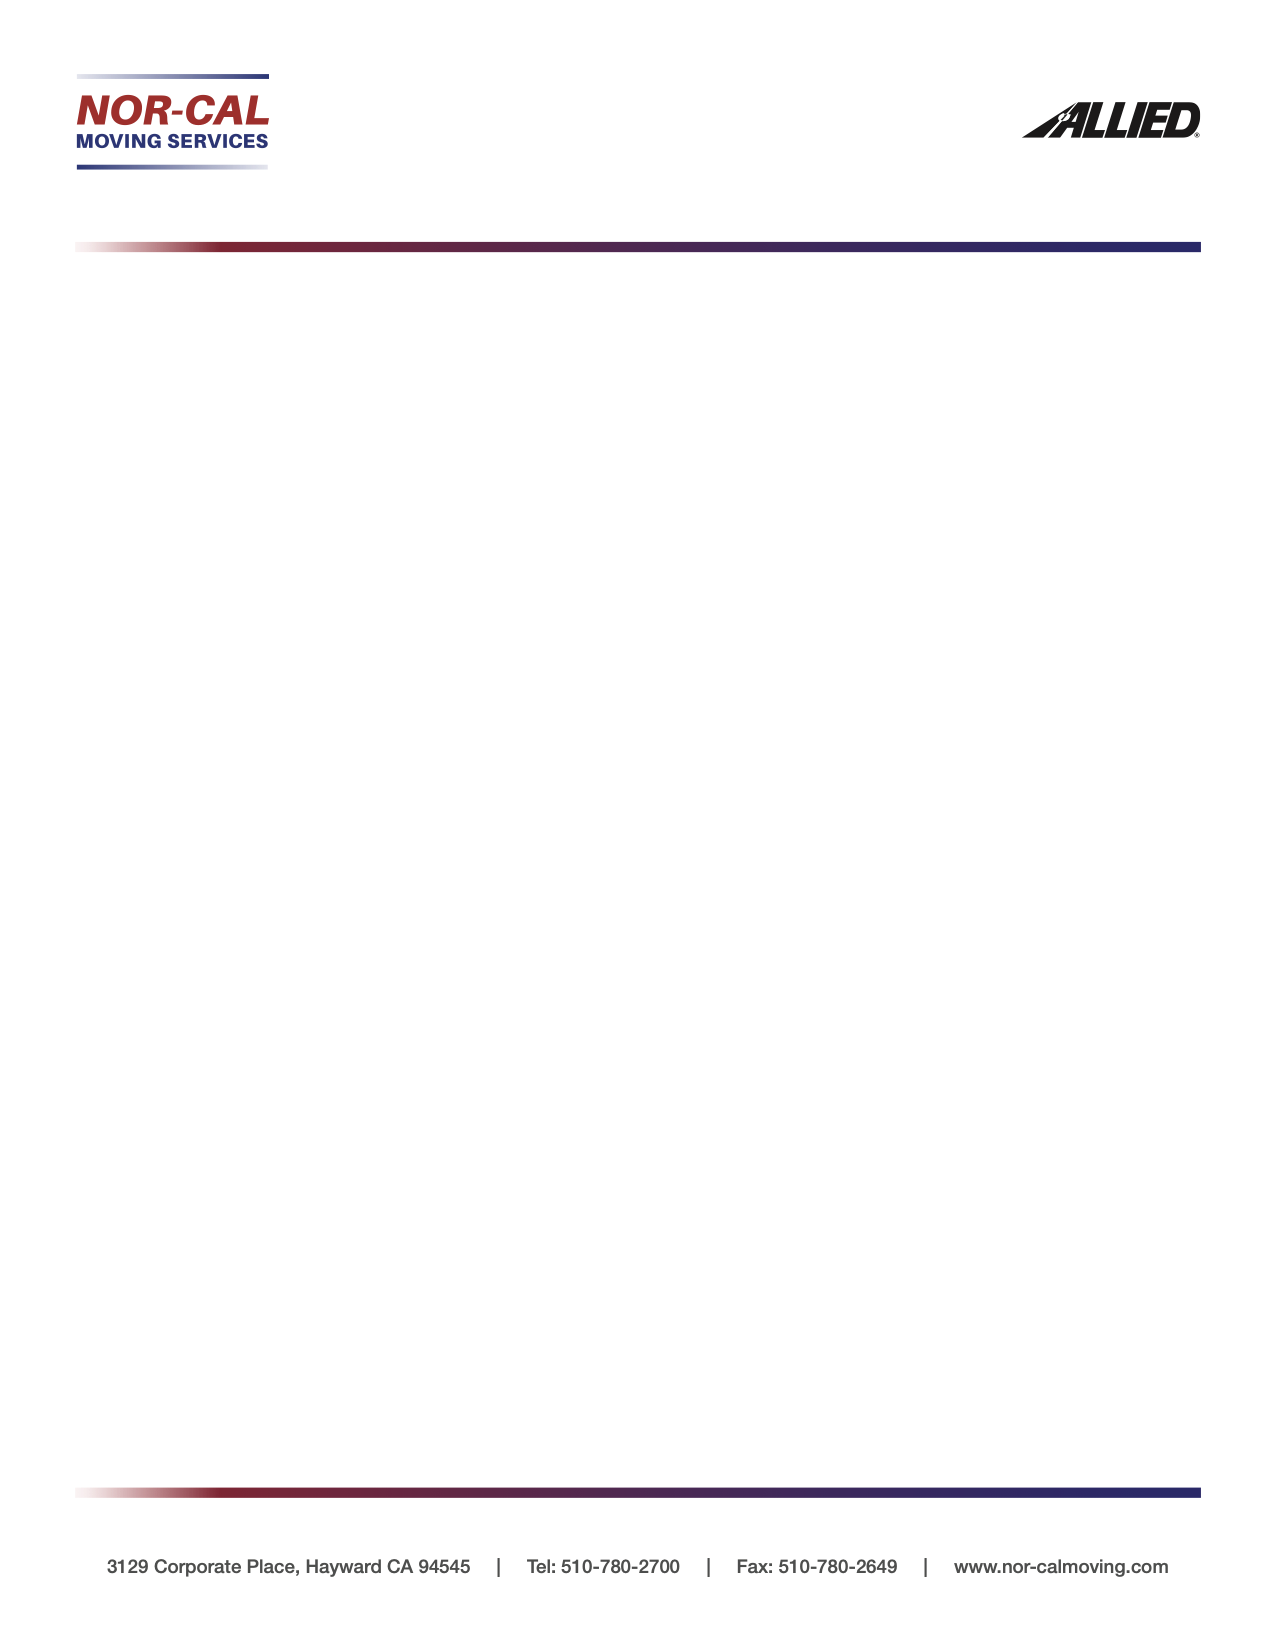 NOR-CAL
MOVING SERVICES
ALLIED®
3129 Corporate Place, Hayward CA 94545 | Tel: 510-780-2700 | Fax: 510-780-2649 | www.nor-calmoving.com